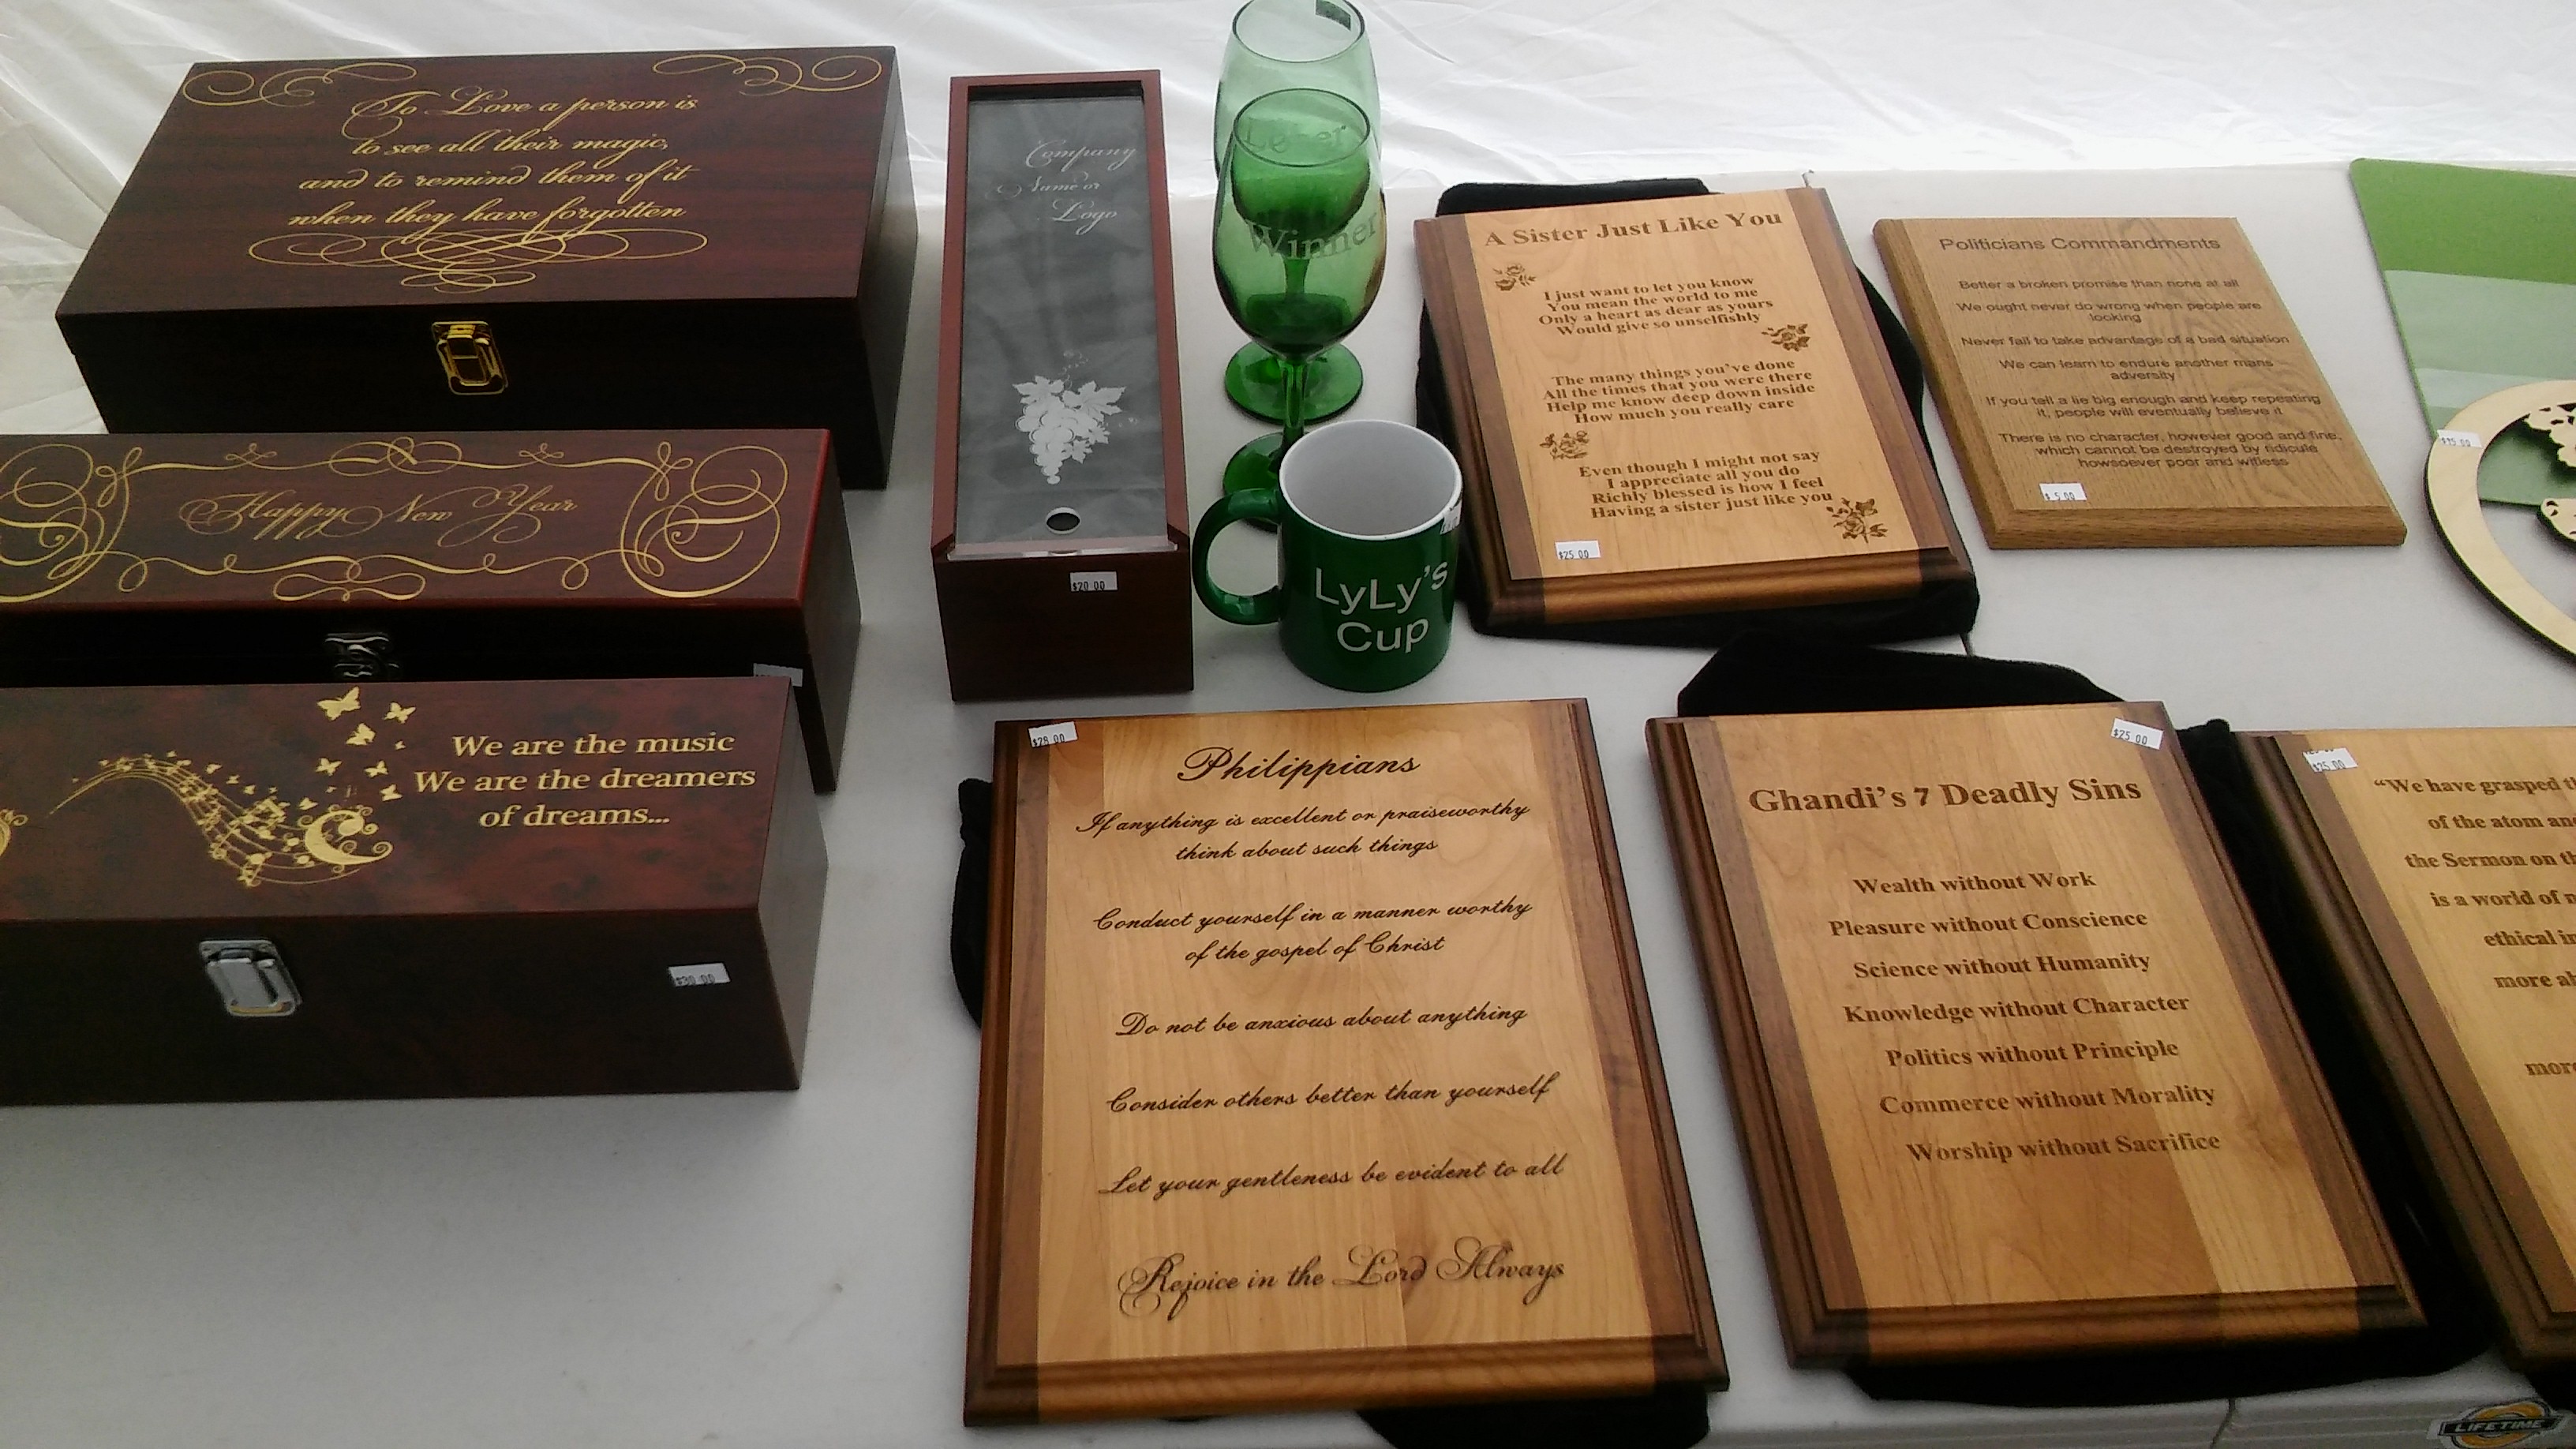 To Love a person is
to see all their magic,
and to remind them of it
when they have forgotten
Happy New Year
We are the music
We are the dreamers
of dreams...
$30.00
Company
Name or
Logo
$20.00
Winner
LyLy's
Cup
A Sister Just Like You
I just want to let you know
You mean the world to me
Only a heart as dear as yours
Would give so unselfishly
The many things you've done
All the times that you were there
Help me know deep down inside
How much you really care
Even though I might not say
I appreciate all you do
Richly blessed is how I feel
Having a sister just like you
$25.00
Politicians Commandments
Better a broken promise than none at all
We ought never do wrong when people are
looking
Never fail to take advantage of a bad situation
We can learn to endure another mans
adversity
If you tell a lie big enough and keep repeating
it, people will eventually believe it
There is no character, however good and fine,
which cannot be destroyed by ridicule
howsoever poor and witless
$ 5.00
Philippians
If anything is excellent or praiseworthy
think about such things
Conduct yourself in a manner worthy
of the gospel of Christ
Do not be anxious about anything
Consider others better than yourself
Let your gentleness be evident to all
Rejoice in the Lord Always
$25.00
Ghandi's 7 Deadly Sins
Wealth without Work
Pleasure without Conscience
Science without Humanity
Knowledge without Character
Politics without Principle
Commerce without Morality
Worship without Sacrifice
$25.00
"We have grasped
of the atom
the Sermon on
is a world of
ethical
more
more
LIFETIME